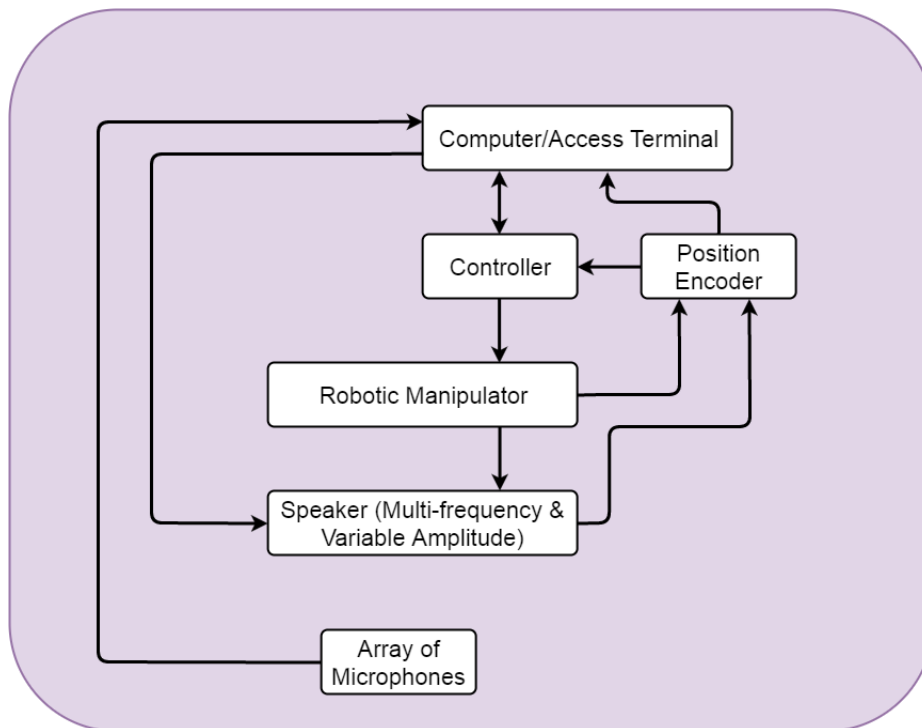 Computer/Access Terminal
Controller
Position
Encoder
Robotic Manipulator
Speaker (Multi-frequency &
Variable Amplitude)
Array of
Microphones